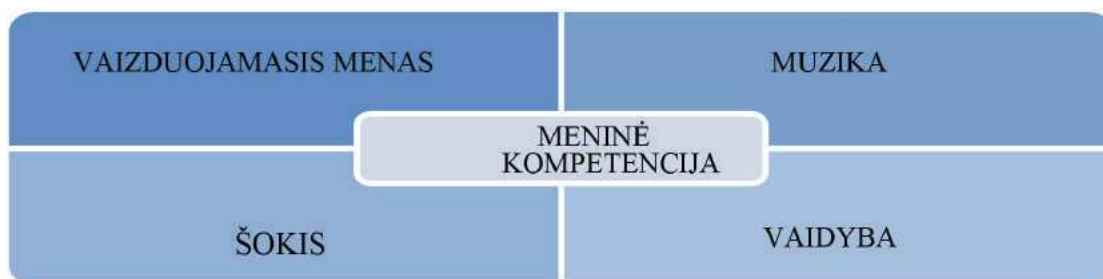 VAIZDUOJAMASIS MENAS
MUZIKA
MENINĖ
KOMPETENCIJA
ŠOKIS
VAIDYBA